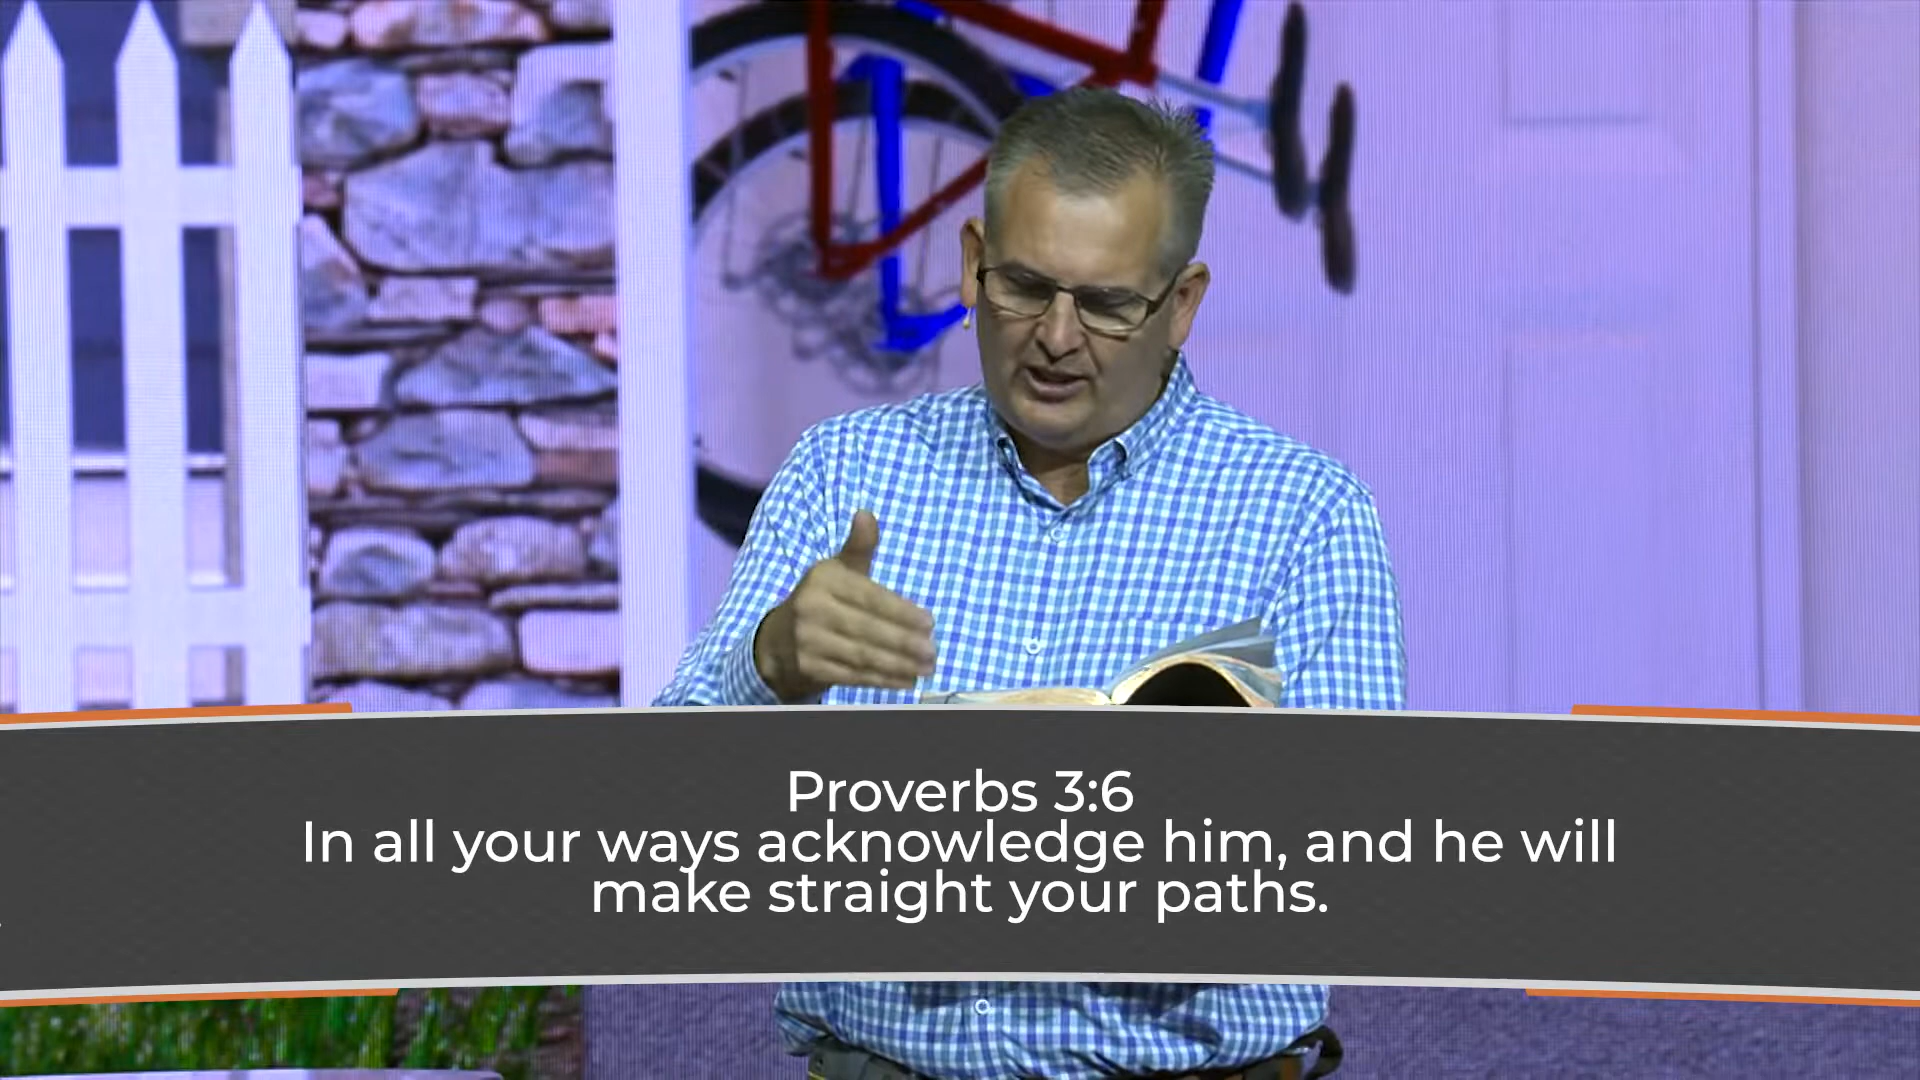 Proverbs 3:6
In all your ways acknowledge him, and he will
make straight your paths.